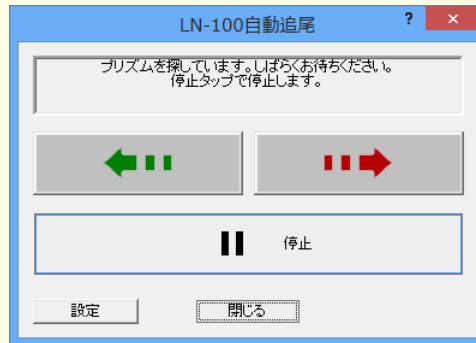 LN-100自動追尾
? ×
プリズムを探しています。しばらくお待ちください。
停止タップで停止します。
停止
設定
閉じる